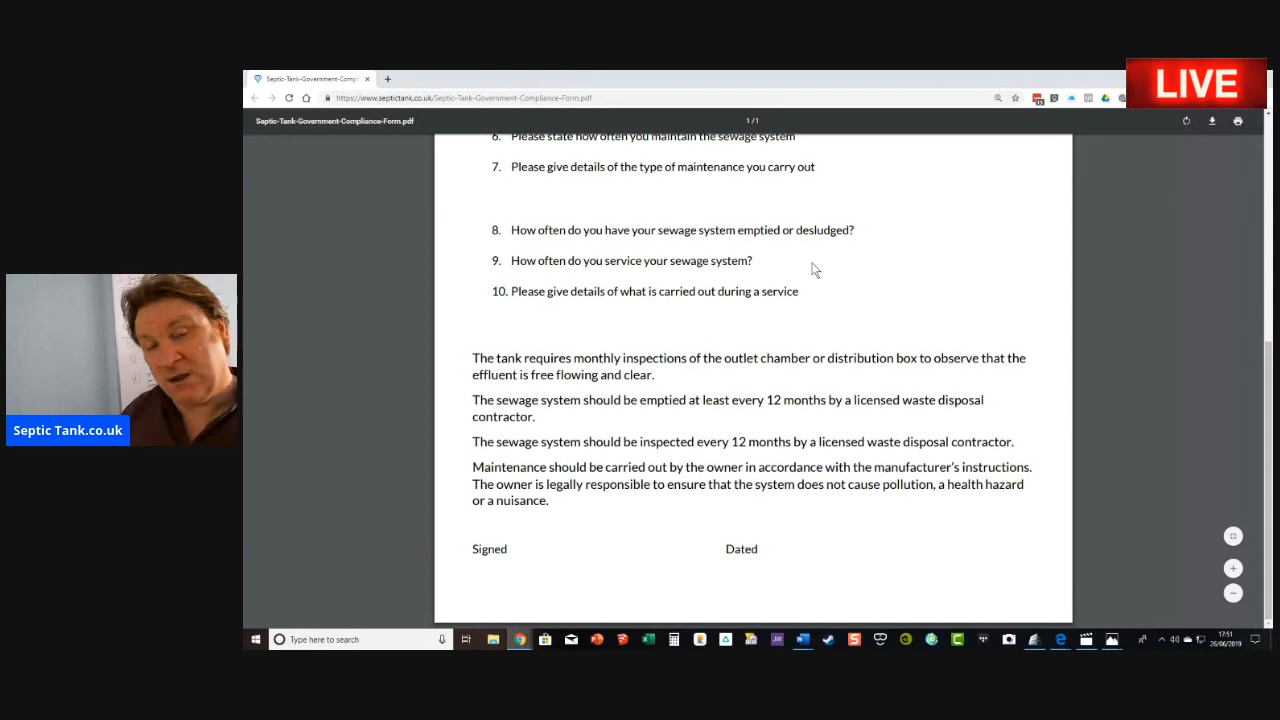 LIVE
Septic-Tank-Government-Compl
https://www.septictank.co.uk/Septic-Tank-Government-Compliance-Form.pdf
Septic-Tank-Government-Compliance-Form.pdf
1 / 1
6. Please state how often you maintain the sewage system
7. Please give details of the type of maintenance you carry out
8. How often do you have your sewage system emptied or desludged?
9. How often do you service your sewage system?
10. Please give details of what is carried out during a service
The tank requires monthly inspections of the outlet chamber or distribution box to observe that the
effluent is free flowing and clear.
The sewage system should be emptied at least every 12 months by a licensed waste disposal
contractor.
The sewage system should be inspected every 12 months by a licensed waste disposal contractor.
Maintenance should be carried out by the owner in accordance with the manufacturer's instructions.
The owner is legally responsible to ensure that the system does not cause pollution, a health hazard
or a nuisance.
Signed Dated
Septic Tank.co.uk
Type here to search
JW
17:51
26/06/2019